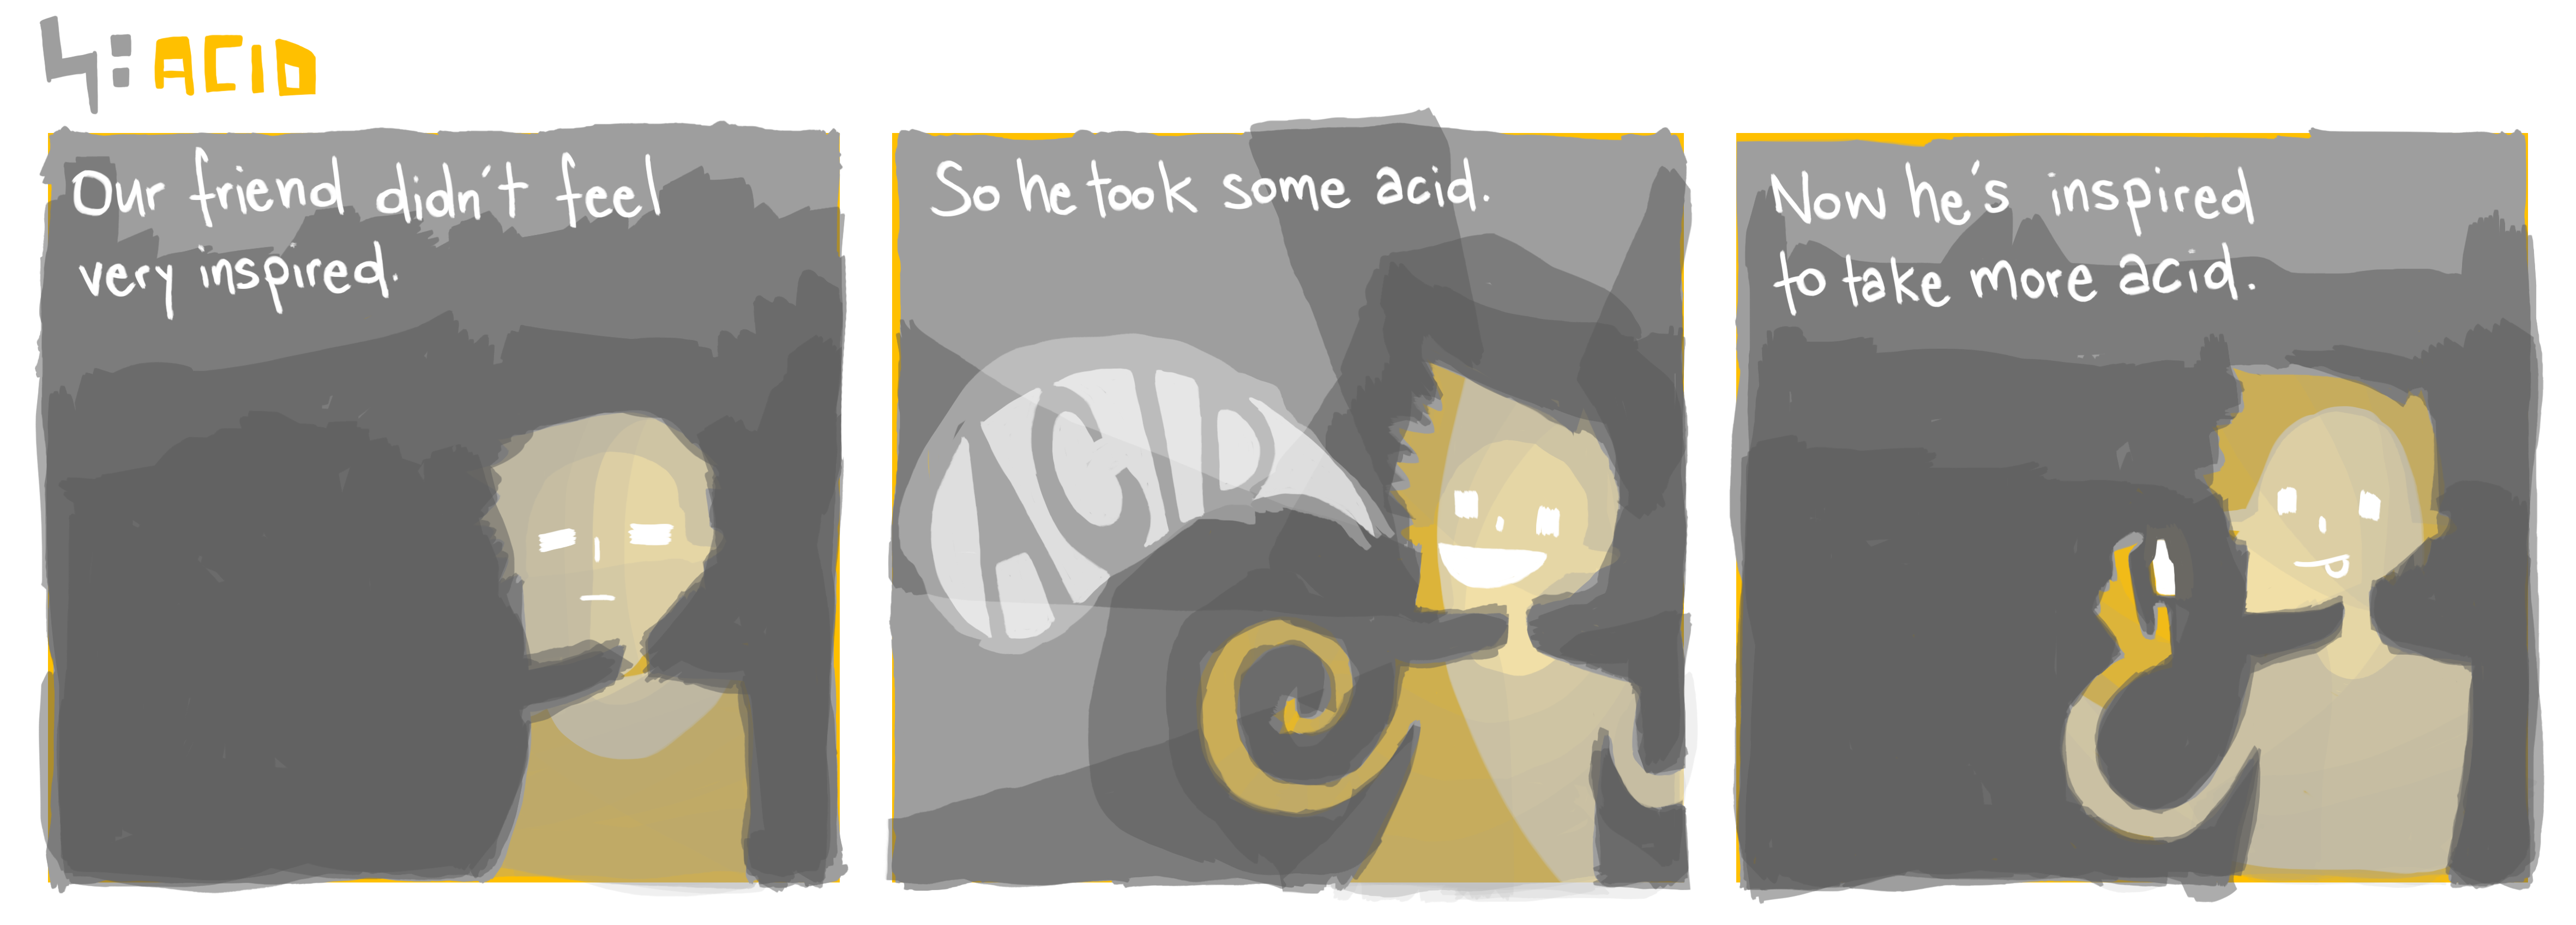 4: ACID
Our friend didn't feel
very inspired.
So he took some acid.
ACID
Now he's inspired
to take more acid.